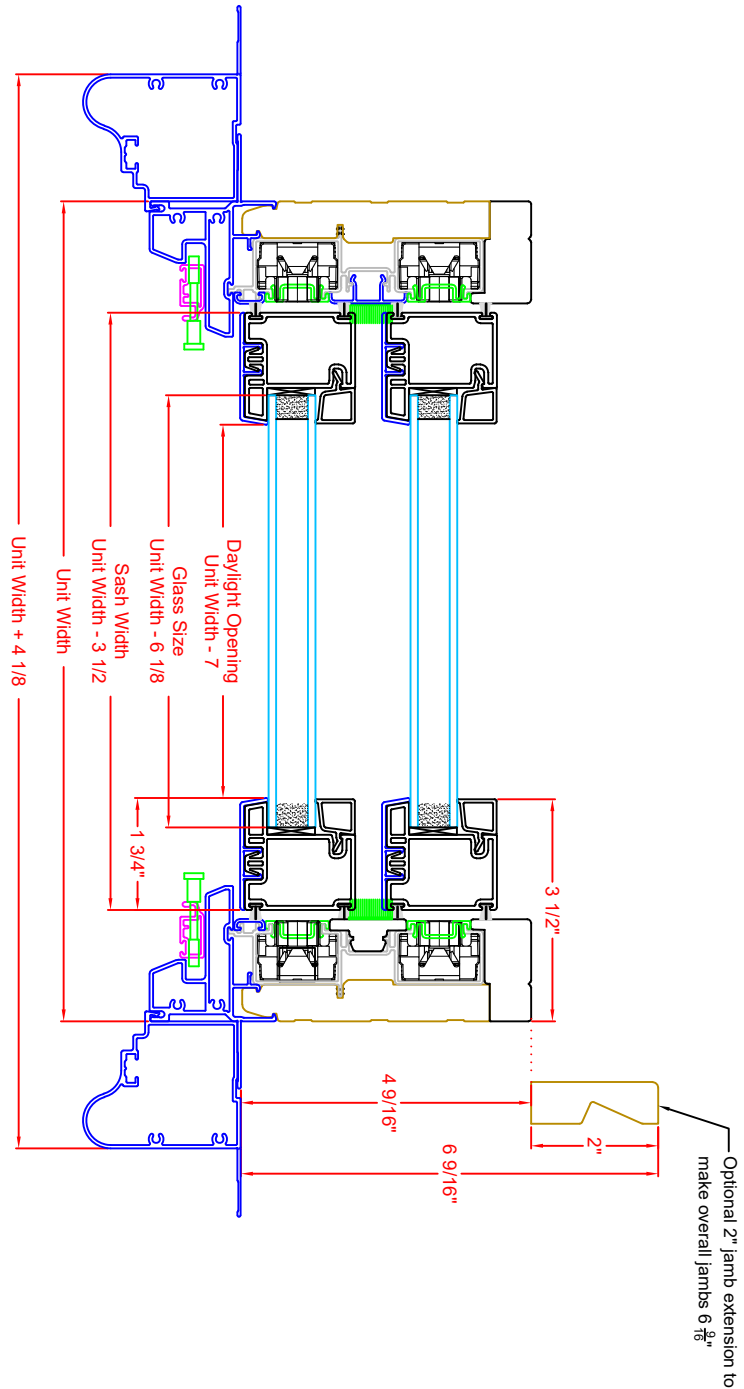 Optional 2" jamb extension to
make overall jambs 6 9/16"
3 1/2"
2"
4 9/16"
6 9/16"
1 3/4"
Daylight Opening
Unit Width - 7
Glass Size
Unit Width - 6 1/8
Sash Width
Unit Width - 3 1/2
Unit Width
Unit Width + 4 1/8